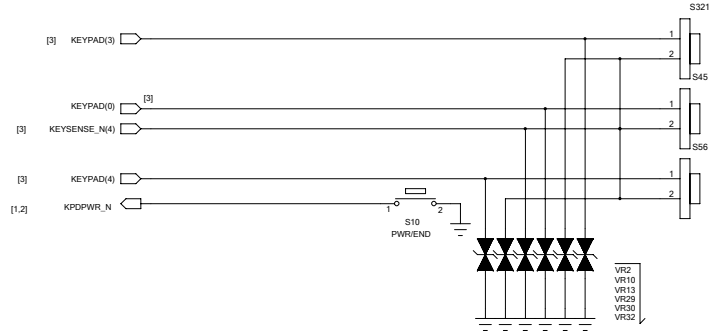 S321
[3] KEYPAD(3) 1
2
S45
KEYPAD(0) [3] 1
[3] KEYSENSE_N(4) 2
S56
[3] KEYPAD(4) 1
2
[1,2] KPDPWR_N 1 2
S10
PWR/END
VR2
VR10
VR13
VR29
VR30
VR32